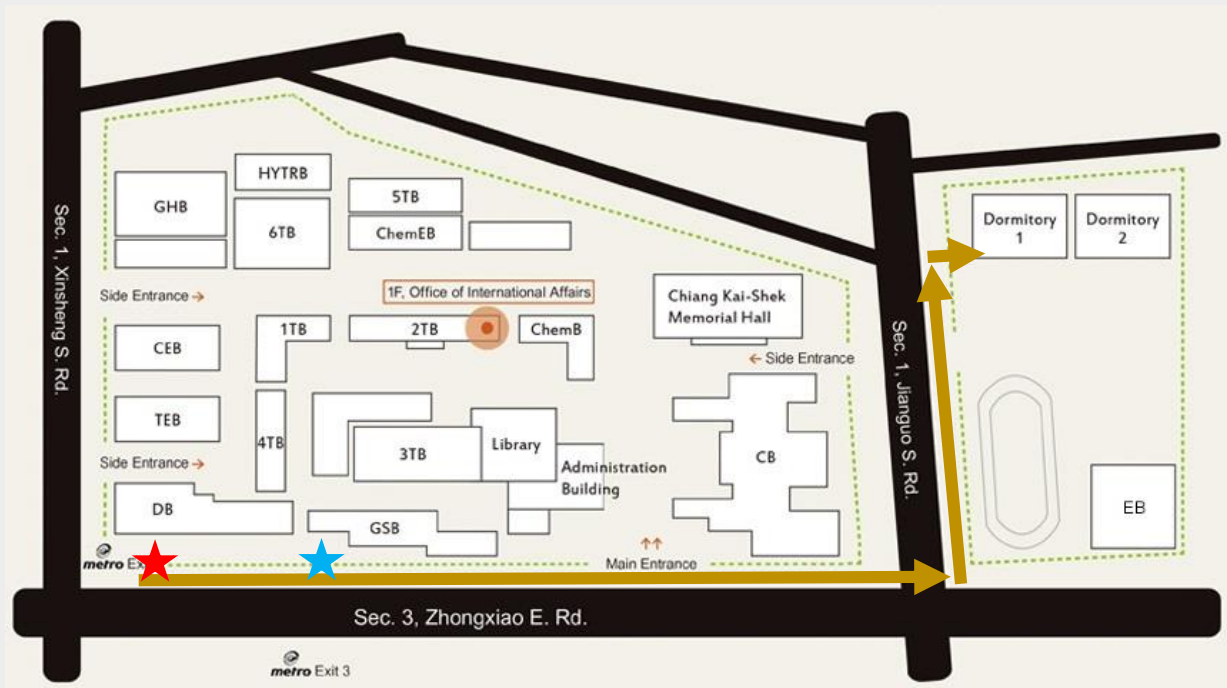 HYTRB
GHB
5TB
6TB
ChemEB
Dormitory
1
Dormitory
2
Side Entrance →
1F, Office of International Affairs
Chiang Kai-Shek
Memorial Hall
1TB
2TB
ChemB
CEB
← Side Entrance
Sec. 1, Xinsheng S. Rd.
Sec. 1, Jianguo S. Rd.
TEB
4TB
3TB
Library
CB
Side Entrance →
Administration
Building
DB
GSB
EB
metro
↑↑
Main Entrance
Sec. 3, Zhongxiao E. Rd.
metro Exit 3